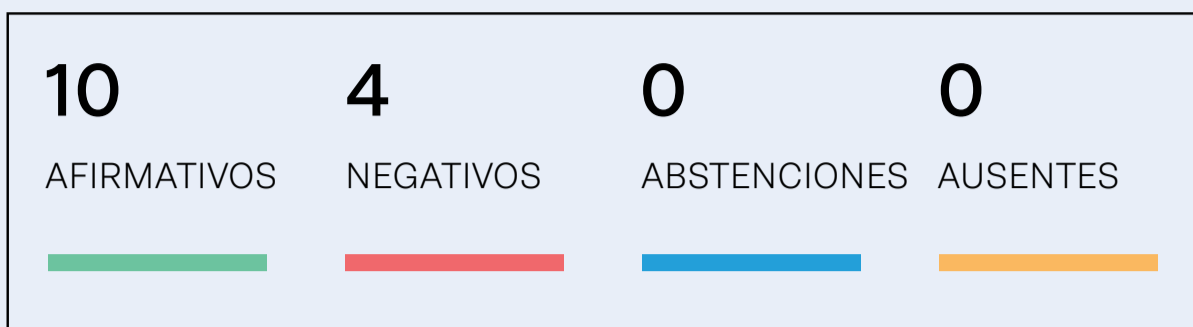 10 4 0 0
AFIRMATIVOS NEGATIVOS ABSTENCIONES AUSENTES